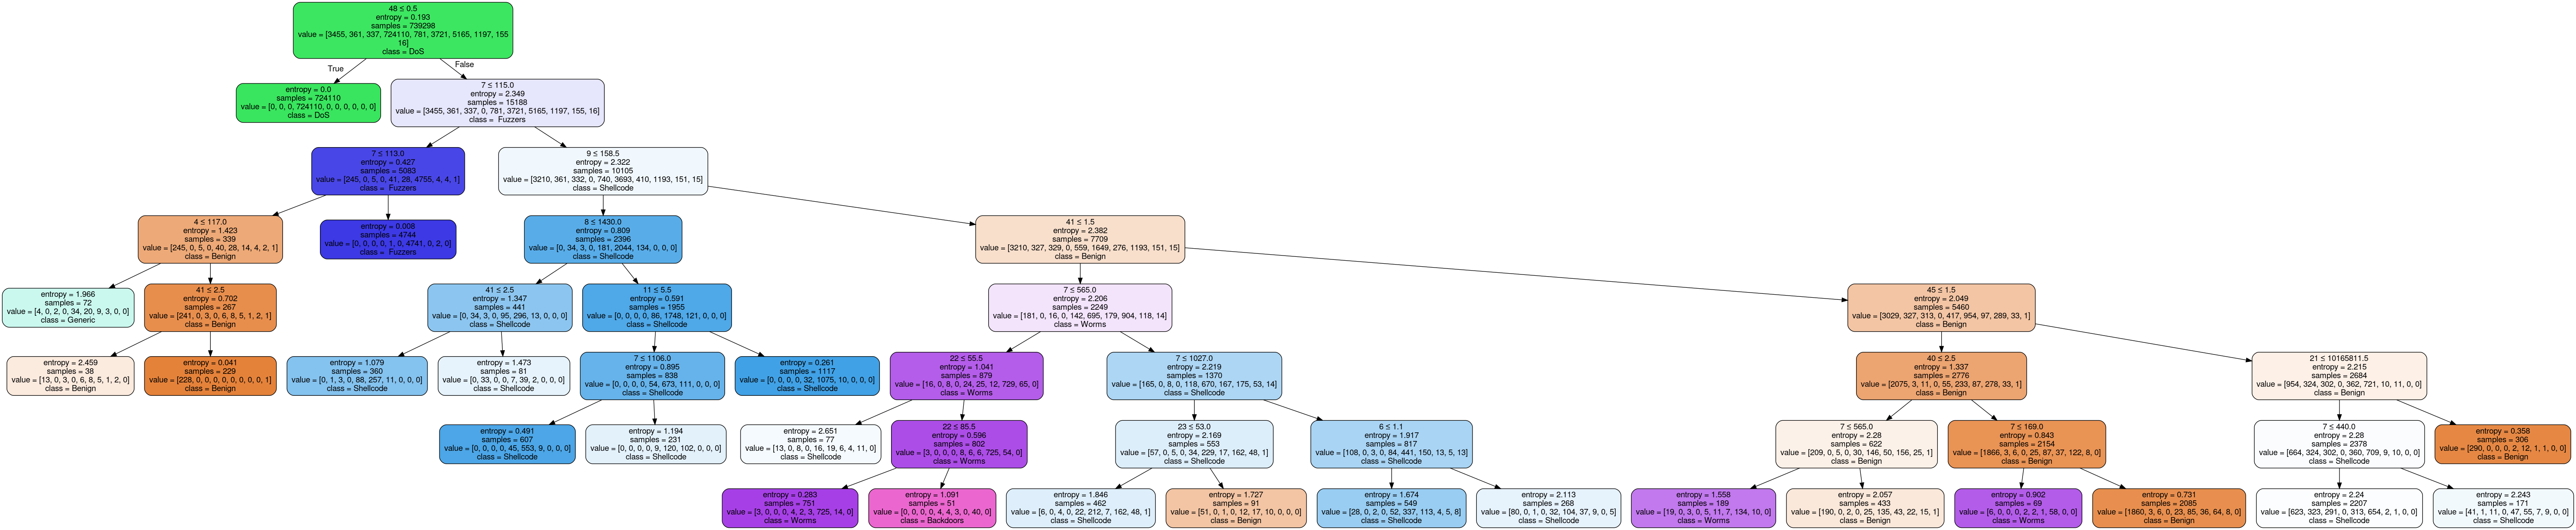 48 ≤ 0.5
entropy = 0.193
samples = 739298
value = [3455, 361, 337, 724110, 781, 3721, 5165, 1197, 155
16]
class = DoS
True
False
entropy = 0.0
samples = 724110
value = [0, 0, 0, 724110, 0, 0, 0, 0, 0, 0]
class = DoS
7 ≤ 115.0
entropy = 2.349
samples = 15188
value = [3455, 361, 337, 0, 781, 3721, 5165, 1197, 155, 16]
class = Fuzzers
7 ≤ 113.0
entropy = 0.427
samples = 5083
value = [245, 0, 5, 0, 41, 28, 4755, 4, 4, 1]
class = Fuzzers
9 ≤ 158.5
entropy = 2.322
samples = 10105
value = [3210, 361, 332, 0, 740, 3693, 410, 1193, 151, 15]
class = Shellcode
4 ≤ 117.0
entropy = 1.423
samples = 339
value = [245, 0, 5, 0, 40, 28, 14, 4, 2, 1]
class = Benign
entropy = 0.008
samples = 4744
value = [0, 0, 0, 0, 1, 0, 4741, 0, 2, 0]
class = Fuzzers
8 ≤ 1430.0
entropy = 0.809
samples = 2396
value = [0, 34, 3, 0, 181, 2044, 134, 0, 0, 0]
class = Shellcode
41 ≤ 1.5
entropy = 2.382
samples = 7709
value = [3210, 327, 329, 0, 559, 1649, 276, 1193, 151, 15]
class = Benign
entropy = 1.966
samples = 72
value = [4, 0, 2, 0, 34, 20, 9, 3, 0, 0]
class = Generic
41 ≤ 2.5
entropy = 0.702
samples = 267
value = [241, 0, 3, 0, 6, 8, 5, 1, 2, 1]
class = Benign
41 ≤ 2.5
entropy = 1.347
samples = 441
value = [0, 34, 3, 0, 95, 296, 13, 0, 0, 0]
class = Shellcode
11 ≤ 5.5
entropy = 0.591
samples = 1955
value = [0, 0, 0, 0, 86, 1748, 121, 0, 0, 0]
class = Shellcode
7 ≤ 565.0
entropy = 2.206
samples = 2249
value = [181, 0, 16, 0, 142, 695, 179, 904, 118, 14]
class = Worms
45 ≤ 1.5
entropy = 2.049
samples = 5460
value = [3029, 327, 313, 0, 417, 954, 97, 289, 33, 1]
class = Benign
entropy = 2.459
samples = 38
value = [13, 0, 3, 0, 6, 8, 5, 1, 2, 0]
class = Benign
entropy = 0.041
samples = 229
value = [228, 0, 0, 0, 0, 0, 0, 0, 0, 1]
class = Benign
entropy = 1.079
samples = 360
value = [0, 1, 3, 0, 88, 257, 11, 0, 0, 0]
class = Shellcode
entropy = 1.473
samples = 81
value = [0, 33, 0, 0, 7, 39, 2, 0, 0, 0]
class = Shellcode
7 ≤ 1106.0
entropy = 0.895
samples = 838
value = [0, 0, 0, 0, 54, 673, 111, 0, 0, 0]
class = Shellcode
entropy = 0.261
samples = 1117
value = [0, 0, 0, 0, 32, 1075, 10, 0, 0, 0]
class = Shellcode
22 ≤ 55.5
entropy = 1.041
samples = 879
value = [16, 0, 8, 0, 24, 25, 12, 729, 65, 0]
class = Worms
7 ≤ 1027.0
entropy = 2.219
samples = 1370
value = [165, 0, 8, 0, 118, 670, 167, 175, 53, 14]
class = Shellcode
40 ≤ 2.5
entropy = 1.337
samples = 2776
value = [2075, 3, 11, 0, 55, 233, 87, 278, 33, 1]
class = Benign
21 ≤ 10165811.5
entropy = 2.215
samples = 2684
value = [954, 324, 302, 0, 362, 721, 10, 11, 0, 0]
class = Benign
entropy = 0.491
samples = 607
value = [0, 0, 0, 0, 45, 553, 9, 0, 0, 0]
class = Shellcode
entropy = 1.194
samples = 231
value = [0, 0, 0, 0, 9, 120, 102, 0, 0, 0]
class = Shellcode
entropy = 2.651
samples = 77
value = [13, 0, 8, 0, 16, 19, 6, 4, 11, 0]
class = Shellcode
22 ≤ 85.5
entropy = 0.596
samples = 802
value = [3, 0, 0, 0, 8, 6, 6, 725, 54, 0]
class = Worms
23 ≤ 53.0
entropy = 2.169
samples = 553
value = [57, 0, 5, 0, 34, 229, 17, 162, 48, 1]
class = Shellcode
6 ≤ 1.1
entropy = 1.917
samples = 817
value = [108, 0, 3, 0, 84, 441, 150, 13, 5, 13]
class = Shellcode
7 ≤ 565.0
entropy = 2.28
samples = 622
value = [209, 0, 5, 0, 30, 146, 50, 156, 25, 1]
class = Benign
7 ≤ 169.0
entropy = 0.843
samples = 2154
value = [1866, 3, 6, 0, 25, 87, 37, 122, 8, 0]
class = Benign
7 ≤ 440.0
entropy = 2.28
samples = 2378
value = [664, 324, 302, 0, 360, 709, 9, 10, 0, 0]
class = Shellcode
entropy = 0.358
samples = 306
value = [290, 0, 0, 0, 2, 12, 1, 1, 0, 0]
class = Benign
entropy = 0.283
samples = 751
value = [3, 0, 0, 0, 4, 2, 3, 725, 14, 0]
class = Worms
entropy = 1.091
samples = 51
value = [0, 0, 0, 0, 4, 4, 3, 0, 40, 0]
class = Backdoors
entropy = 1.846
samples = 462
value = [6, 0, 4, 0, 22, 212, 7, 162, 48, 1]
class = Shellcode
entropy = 1.727
samples = 91
value = [51, 0, 1, 0, 12, 17, 10, 0, 0, 0]
class = Benign
entropy = 1.674
samples = 549
value = [28, 0, 2, 0, 52, 337, 113, 4, 5, 8]
class = Shellcode
entropy = 2.113
samples = 268
value = [80, 0, 1, 0, 32, 104, 37, 9, 0, 5]
class = Shellcode
entropy = 1.558
samples = 189
value = [19, 0, 3, 0, 5, 11, 7, 134, 10, 0]
class = Worms
entropy = 2.057
samples = 433
value = [190, 0, 2, 0, 25, 135, 43, 22, 15, 1]
class = Benign
entropy = 0.902
samples = 69
value = [6, 0, 0, 0, 2, 2, 1, 58, 0, 0]
class = Worms
entropy = 0.731
samples = 2085
value = [1860, 3, 6, 0, 23, 85, 36, 64, 8, 0]
class = Benign
entropy = 2.24
samples = 2207
value = [623, 323, 291, 0, 313, 654, 2, 1, 0, 0]
class = Shellcode
entropy = 2.243
samples = 171
value = [41, 1, 11, 0, 47, 55, 7, 9, 0, 0]
class = Shellcode